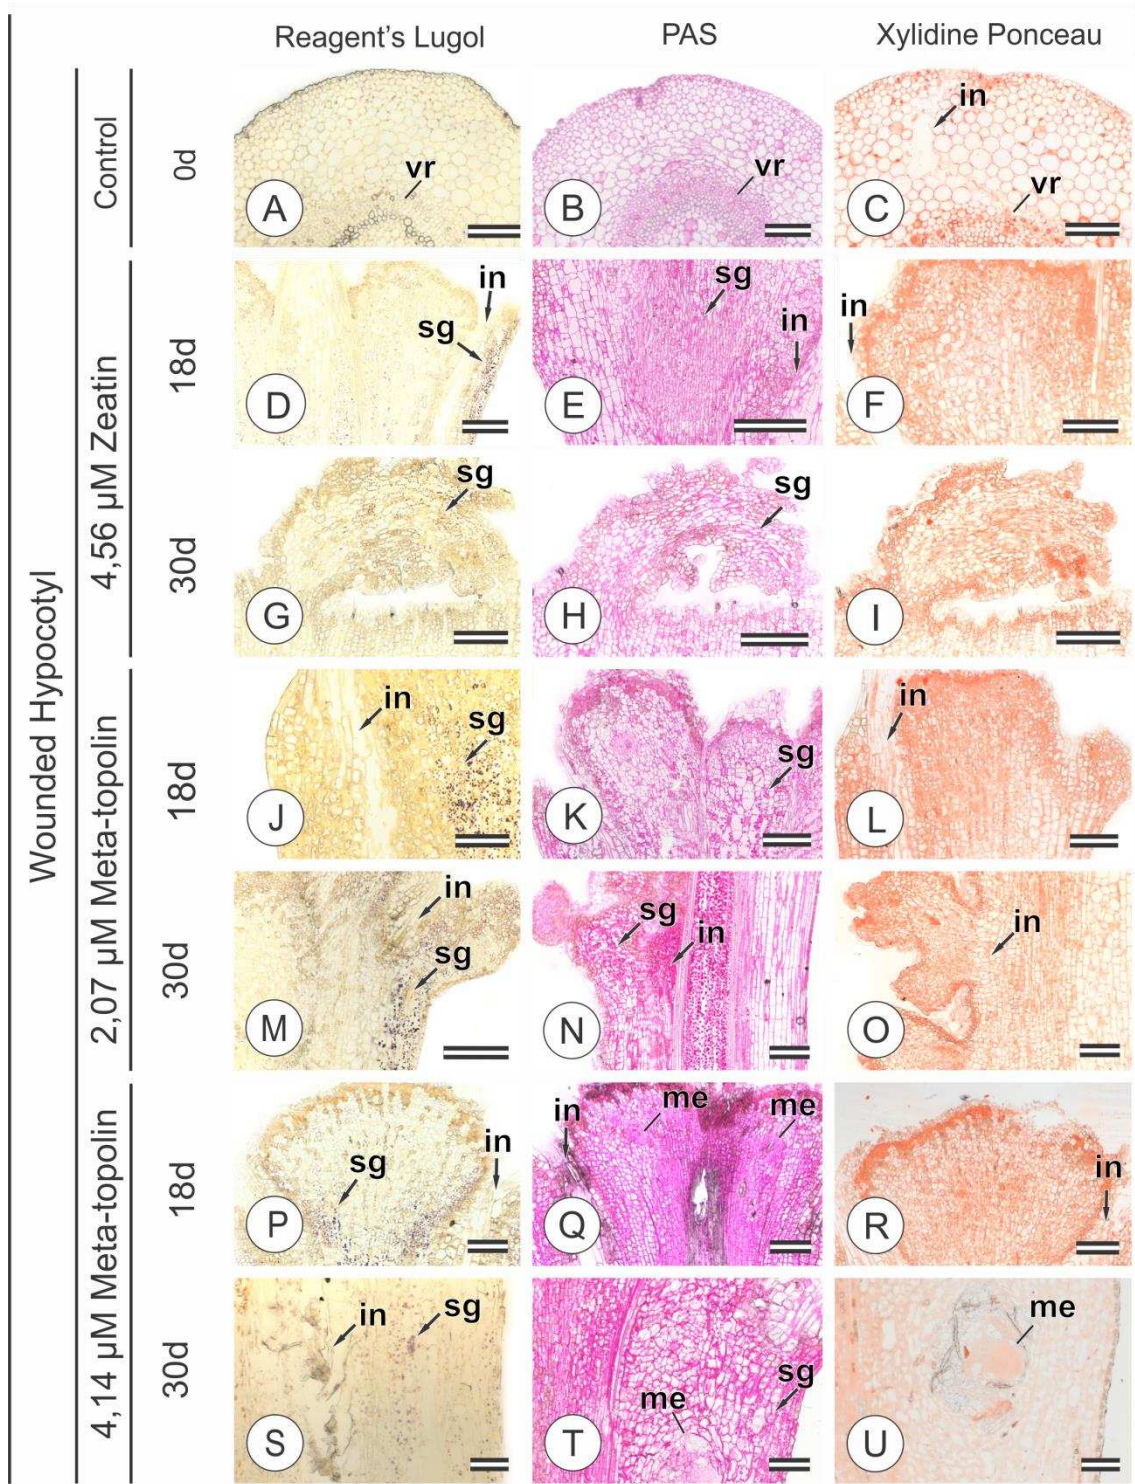 Reagent's Lugol PAS Xylidine Ponceau
Wounded Hypocotyl
Control
0d
vr
A
vr
B
in
vr
C
4,56 µM Zeatin
18d
in
sg
D
sg
in
E
in
F
30d
sg
G
sg
H
I
2,07 µM Meta-topolin
18d
in
sg
J
sg
K
in
L
30d
in
sg
M
sg
in
N
in
O
4,14 µM Meta-topolin
18d
sg
in
P
in
me
me
Q
in
R
30d
in
sg
S
me
sg
T
me
U